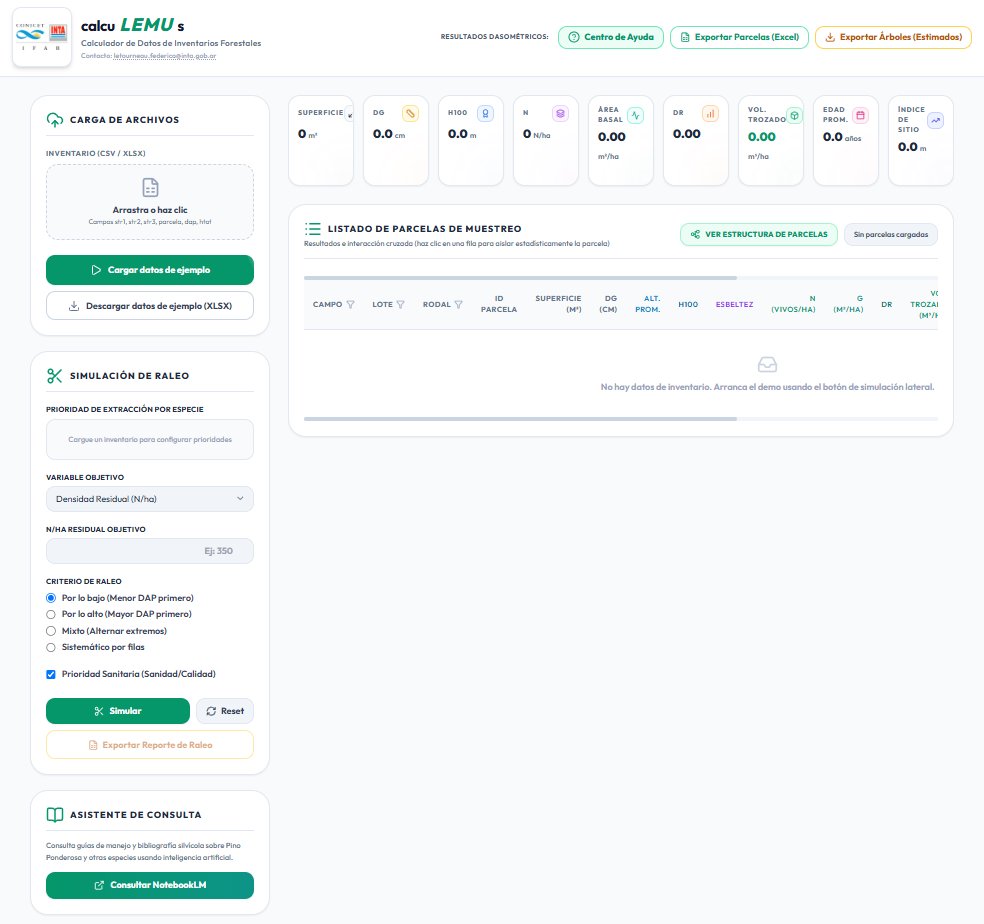 CONICET
INTA
I F A B
calcu LEMU s
Calculador de Datos de Inventarios Forestales
Contacto: letourneau.federico@inta.gob.ar
RESULTADOS DASOMÉTRICOS:
Centro de Ayuda
Exportar Parcelas (Excel)
Exportar Árboles (Estimados)
CARGA DE ARCHIVOS
INVENTARIO (CSV / XLSX)
Arrastra o haz clic
Campos str1, str2, str3, parcela, dap, htot
Cargar datos de ejemplo
Descargar datos de ejemplo (XLSX)
SIMULACIÓN DE RALEO
PRIORIDAD DE EXTRACCIÓN POR ESPECIE
Cargue un inventario para configurar prioridades
VARIABLE OBJETIVO
Densidad Residual (N/ha)
N/HA RESIDUAL OBJETIVO
Ej: 350
CRITERIO DE RALEO
Por lo bajo (Menor DAP primero)
Por lo alto (Mayor DAP primero)
Mixto (Alternar extremos)
Sistemático por filas
Prioridad Sanitaria (Sanidad/Calidad)
Simular
Reset
Exportar Reporte de Raleo
ASISTENTE DE CONSULTA
Consulta guías de manejo y bibliografía silvícola sobre Pino
Ponderosa y otras especies usando inteligencia artificial.
Consultar NotebookLM
SUPERFICIE
0 m²
DG
0.0 cm
H100
0.0 m
N
0 N/ha
ÁREA
BASAL
0.00
m²/ha
DR
0.00
VOL.
TROZADO
0.00
m³/ha
EDAD
PROM.
0.0 años
ÍNDICE
DE
SITIO
0.0 m
LISTADO DE PARCELAS DE MUESTREO
Resultados e interacción cruzada (haz clic en una fila para aislar estadísticamente la parcela)
VER ESTRUCTURA DE PARCELAS
Sin parcelas cargadas
CAMPO
LOTE
RODAL
ID
PARCELA
SUPERFICIE
(M²)
DG
(CM)
ALT.
PROM.
H100
ESBELTEZ
N
(VIVOS/HA)
G
(M²/HA)
DR
VO
TROZA
(M³/H
No hay datos de inventario. Arranca el demo usando el botón de simulación lateral.